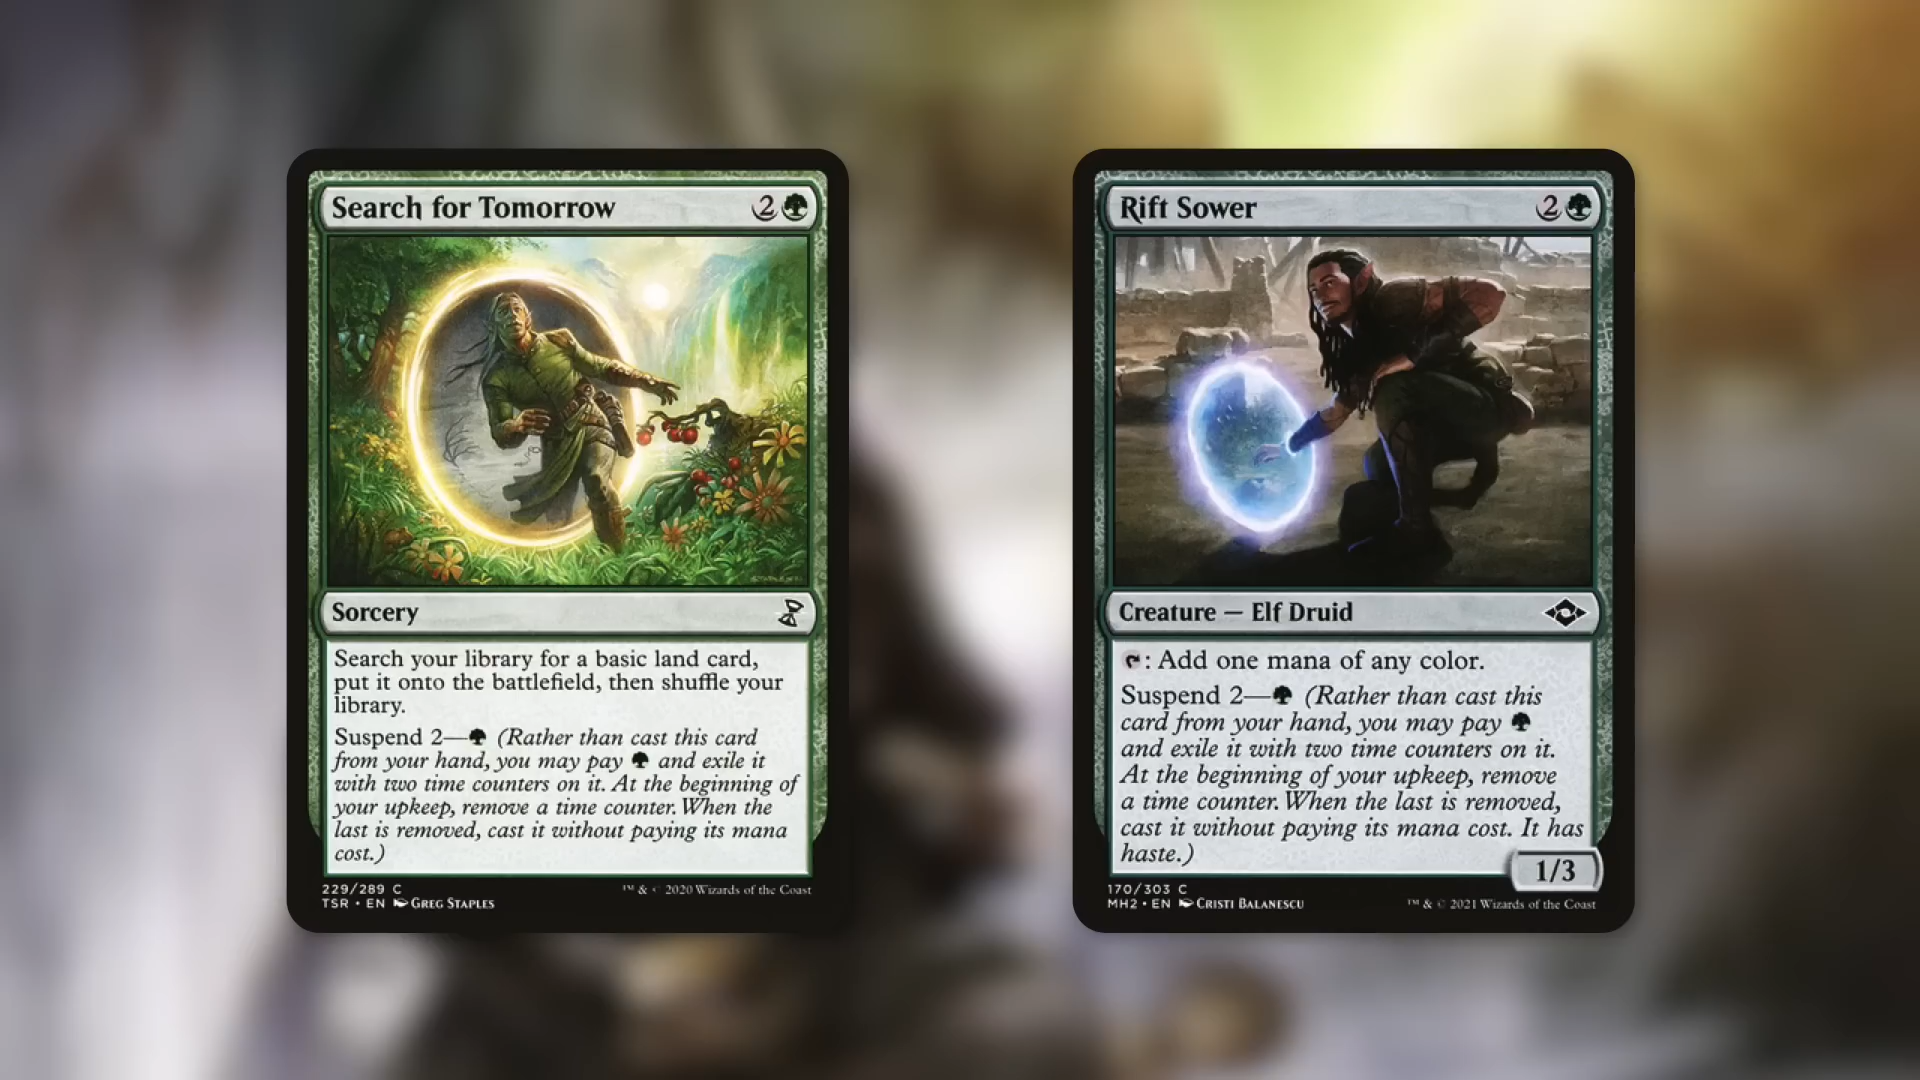 Search for Tomorrow 2
Sorcery
Search your library for a basic land card,
put it onto the battlefield, then shuffle your
library.
Suspend 2— (Rather than cast this card
from your hand, you may pay and exile it
with two time counters on it. At the beginning of
your upkeep, remove a time counter. When the
last is removed, cast it without paying its mana
cost.)
229/289 C
TSR • EN Greg Staples
™ & © 2020 Wizards of the Coast
Rift Sower 2
Creature — Elf Druid
: Add one mana of any color.
Suspend 2— (Rather than cast this
card from your hand, you may pay
and exile it with two time counters on it.
At the beginning of your upkeep, remove
a time counter. When the last is removed,
cast it without paying its mana cost. It has
haste.)
1/3
170/303 C
MH2 • EN Cristi Balanescu
™ & © 2021 Wizards of the Coast